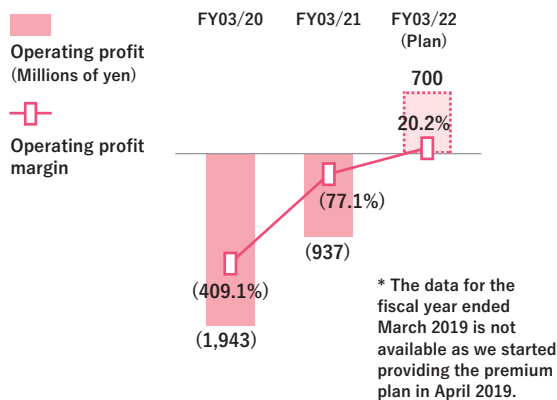 Operating profit
(Millions of yen)
Operating profit
margin
FY03/20
FY03/21
FY03/22
(Plan)
700
20.2%
(77.1%)
(937)
(409.1%)
(1,943)
* The data for the
fiscal year ended
March 2019 is not
available as we started
providing the premium
plan in April 2019.